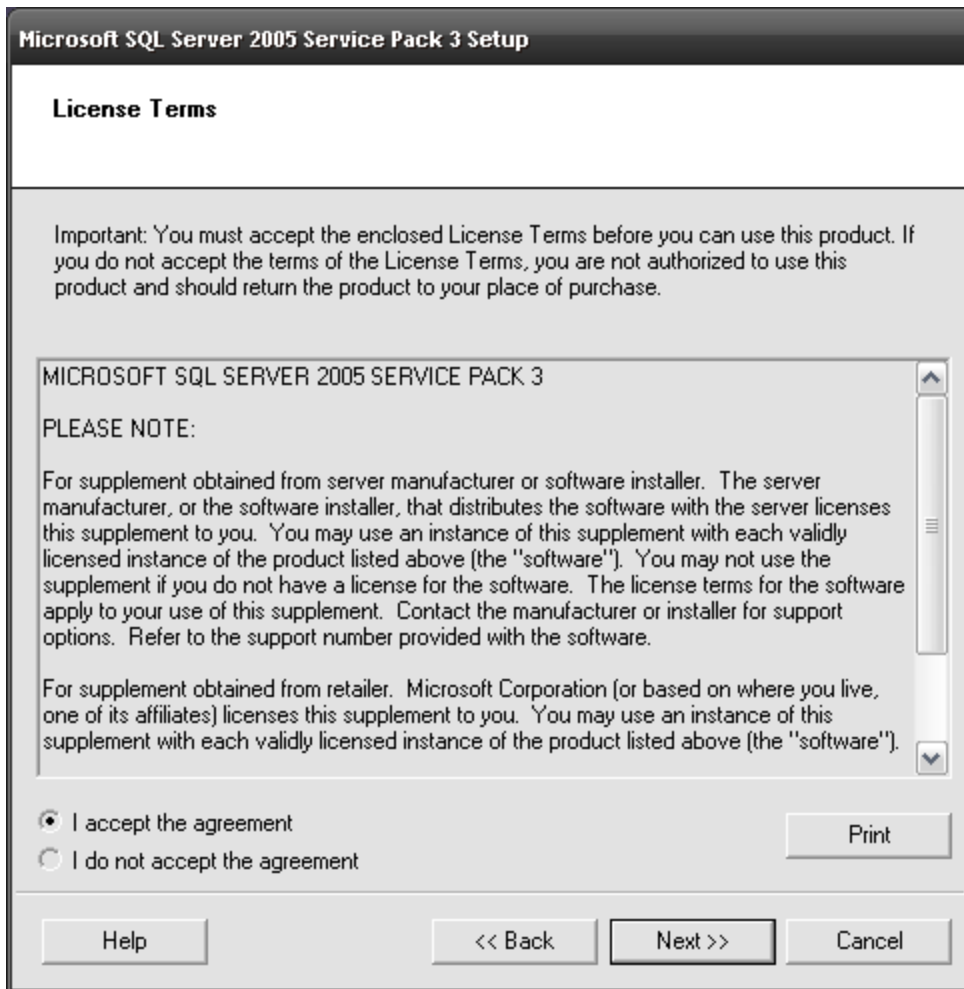 Microsoft SQL Server 2005 Service Pack 3 Setup
License Terms
Important: You must accept the enclosed License Terms before you can use this product. If
you do not accept the terms of the License Terms, you are not authorized to use this
product and should return the product to your place of purchase.
MICROSOFT SQL SERVER 2005 SERVICE PACK 3
PLEASE NOTE:
For supplement obtained from server manufacturer or software installer.  The server
manufacturer, or the software installer, that distributes the software with the server licenses
this supplement to you.  You may use an instance of this supplement with each validly
licensed instance of the product listed above (the "software").  You may not use the
supplement if you do not have a license for the software.  The license terms for the software
apply to your use of this supplement.  Contact the manufacturer or installer for support
options.  Refer to the support number provided with the software.
For supplement obtained from retailer.  Microsoft Corporation (or based on where you live,
one of its affiliates) licenses this supplement to you.  You may use an instance of this
supplement with each validly licensed instance of the product listed above (the "software").
I accept the agreement
Print
I do not accept the agreement
Help
<< Back
Next >>
Cancel